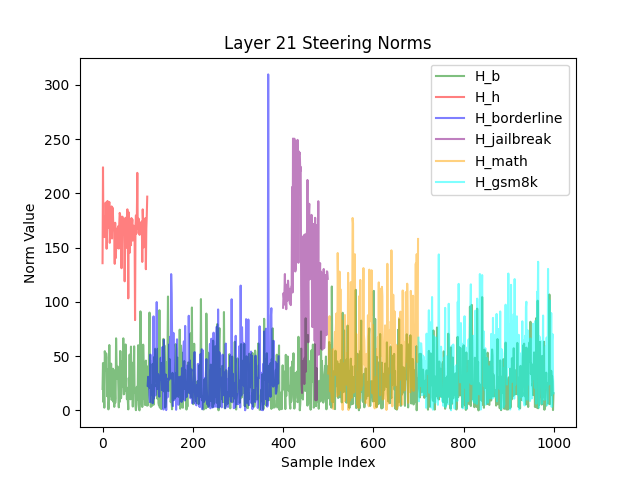 Layer 21 Steering Norms
Norm Value
300
250
200
150
100
50
0
H_b
H_h
H_borderline
H_jailbreak
H_math
H_gsm8k
0
200
400
600
800
1000
Sample Index